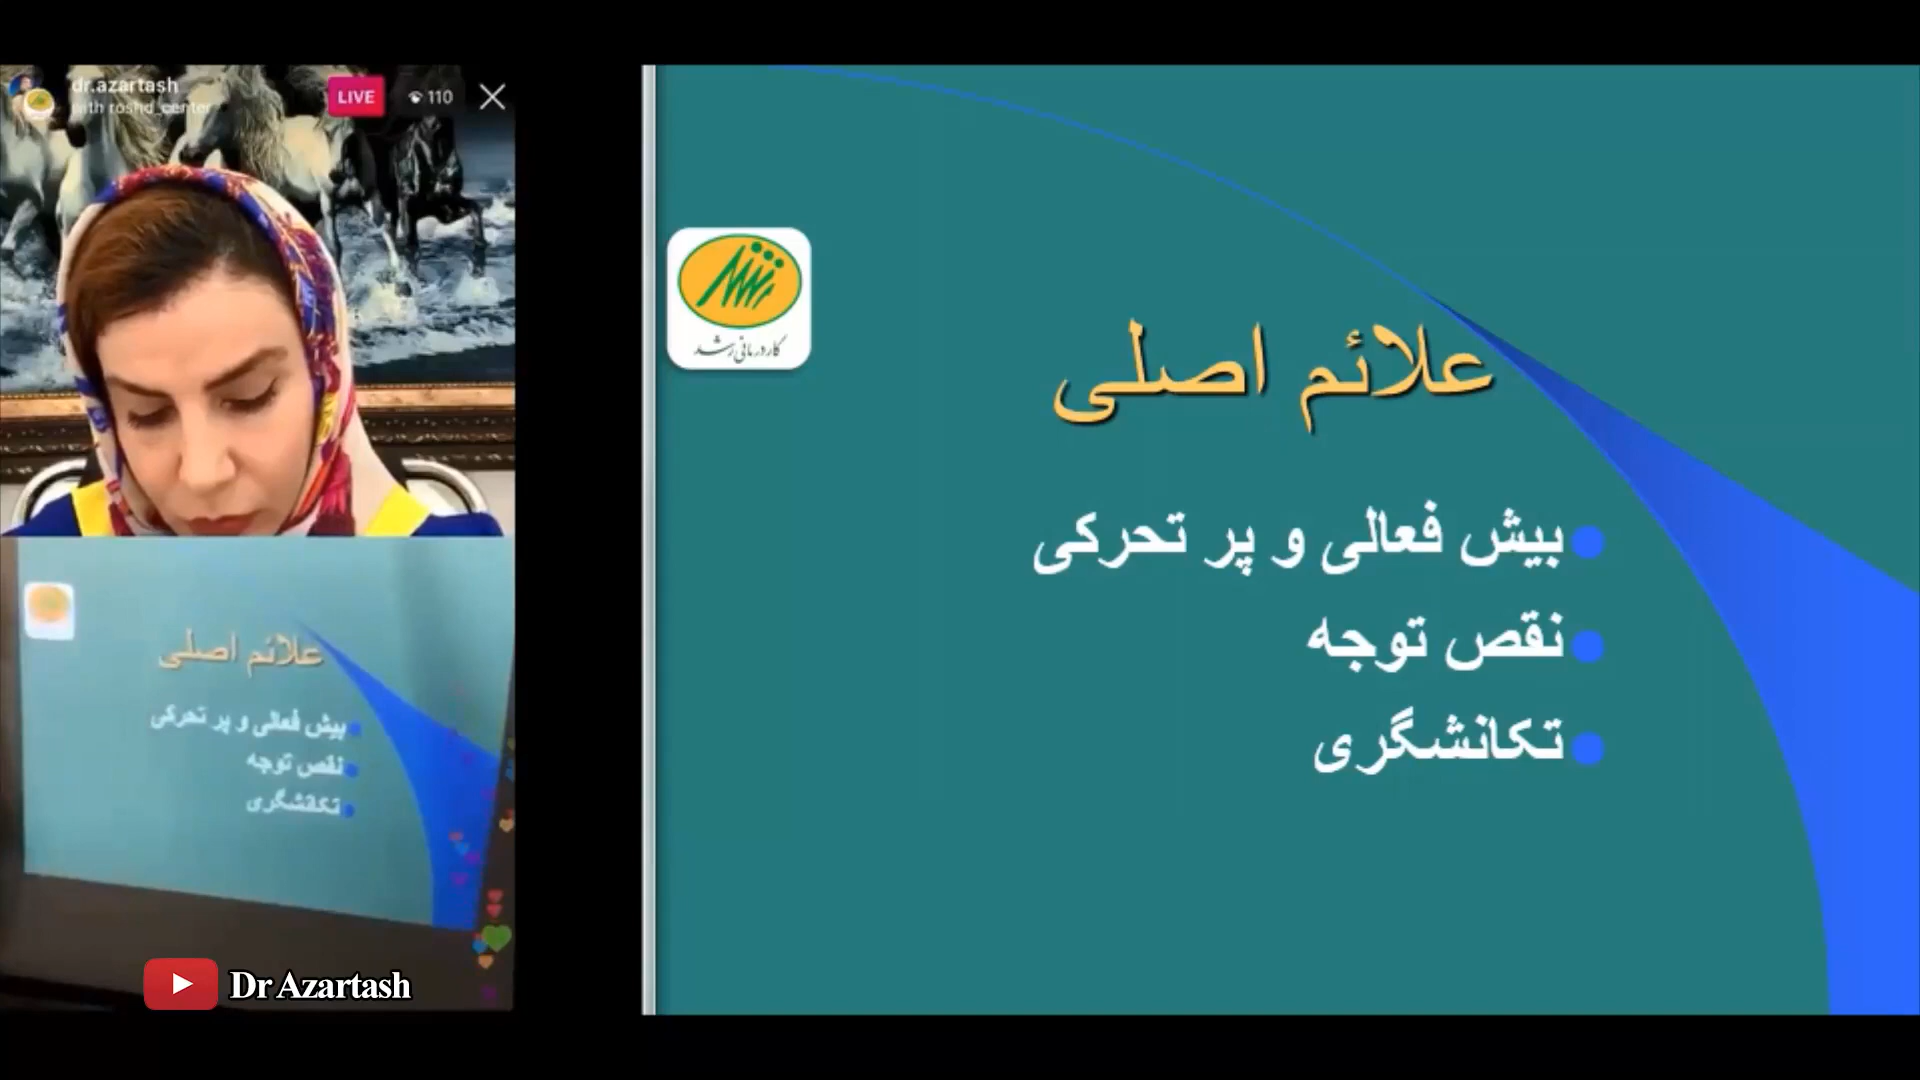 dr.azartash
with roshd_center
LIVE
110
رشد
کاردرمانی رشد
علائم اصلی
بیش فعالی و پر تحرکی
نقص توجه
تکانشگری
علائم اصلی
بیش فعالی و پر تحرکی
نقص توجه
تکانشگری
Dr Azartash